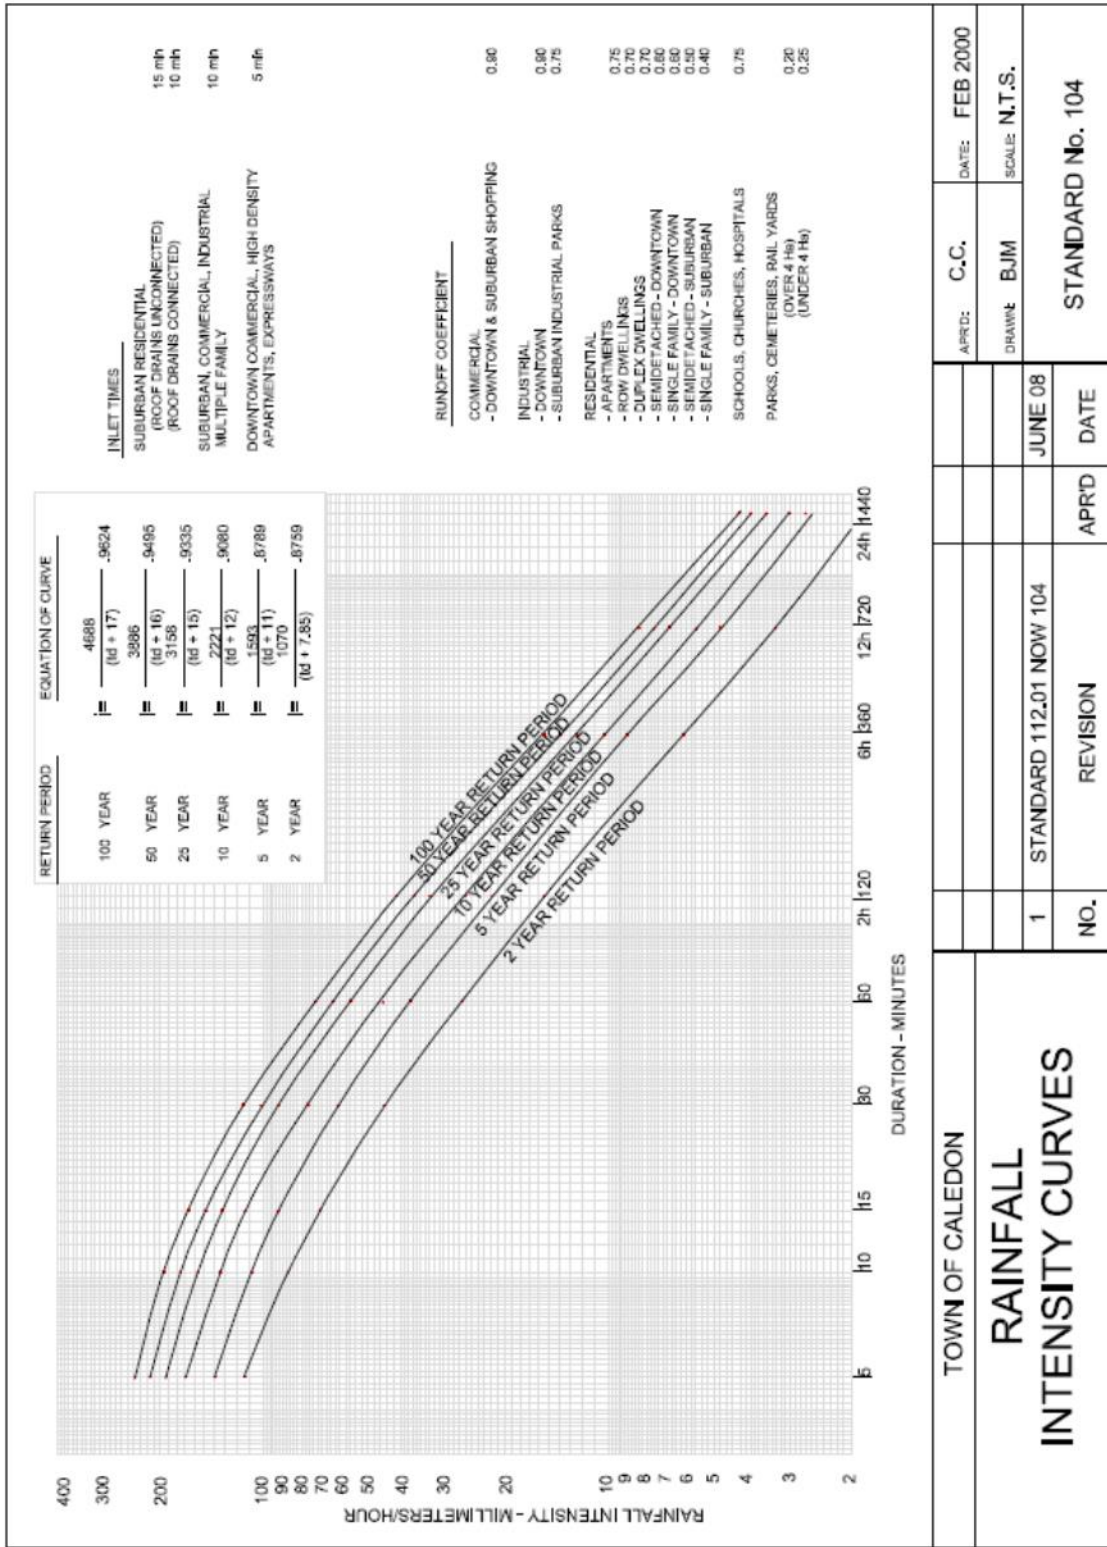 RETURN PERIOD EQUATION OF CURVE
100 YEAR i= 4688 (td + 17) .9624
50 YEAR i= 3886 (td + 16) .9495
25 YEAR i= 3158 (td + 15) .9335
10 YEAR i= 2221 (td + 12) .9080
5 YEAR i= 1593 (td + 11) .8789
2 YEAR i= 1070 (td + 7.85) .8759
INLET TIMES
SUBURBAN RESIDENTIAL
(ROOF DRAINS UNCONNECTED) 15 min
(ROOF DRAINS CONNECTED) 10 min
SUBURBAN, COMMERCIAL, INDUSTRIAL 10 min
MULTIPLE FAMILY
DOWNTOWN COMMERCIAL, HIGH DENSITY 5 min
APARTMENTS, EXPRESSWAYS
RUNOFF COEFFICIENT
COMMERCIAL
- DOWNTOWN & SUBURBAN SHOPPING 0.90
INDUSTRIAL
- DOWNTOWN 0.90
- SUBURBAN INDUSTRIAL PARKS 0.75
RESIDENTIAL
- APARTMENTS 0.75
- ROW DWELLINGS 0.70
- DUPLEX DWELLINGS 0.70
- SEMIDETACHED - DOWNTOWN 0.60
- SINGLE FAMILY - DOWNTOWN 0.60
- SEMIDETACHED - SUBURBAN 0.50
- SINGLE FAMILY - SUBURBAN 0.40
SCHOOLS, CHURCHES, HOSPITALS 0.75
PARKS, CEMETERIES, RAIL YARDS
(OVER 4 Ha) 0.20
(UNDER 4 Ha) 0.25
RAINFALL INTENSITY - MILLIMETERS/HOUR
400
300
200
100
90
80
70
60
50
40
30
20
10
9
8
7
6
5
4
3
2
100 YEAR RETURN PERIOD
50 YEAR RETURN PERIOD
25 YEAR RETURN PERIOD
10 YEAR RETURN PERIOD
5 YEAR RETURN PERIOD
2 YEAR RETURN PERIOD
5 10 15 30 60 2h 120 6h 360 12h 720 24h 1440
DURATION - MINUTES
TOWN OF CALEDON
RAINFALL
INTENSITY CURVES
1 STANDARD 112.01 NOW 104 JUNE 08
NO. REVISION APR'D DATE
APR'D: C.C. DATE: FEB 2000
DRAWN: BJM SCALE: N.T.S.
STANDARD No. 104